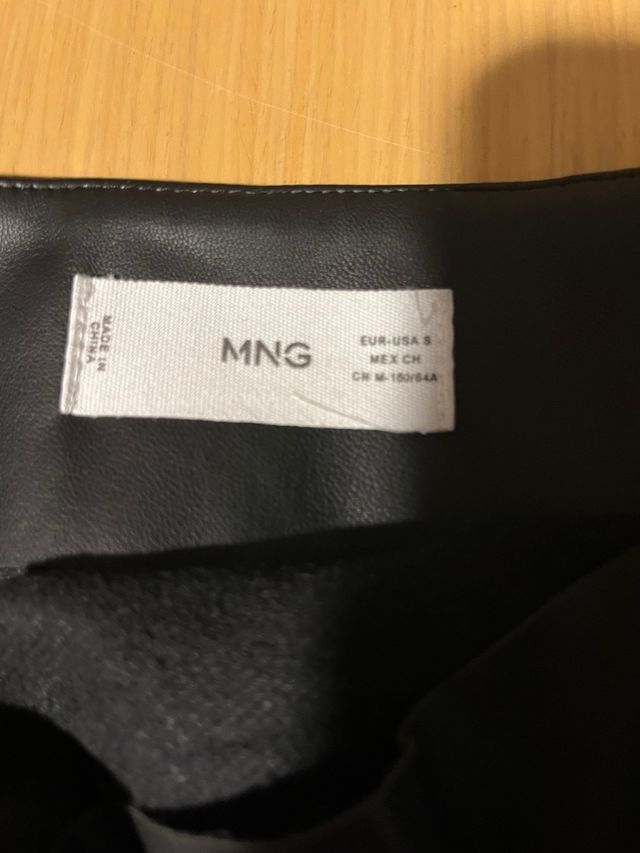 MADE IN
CHINA
MNG
EUR-USA S
MEX CH
CN M-160/64A